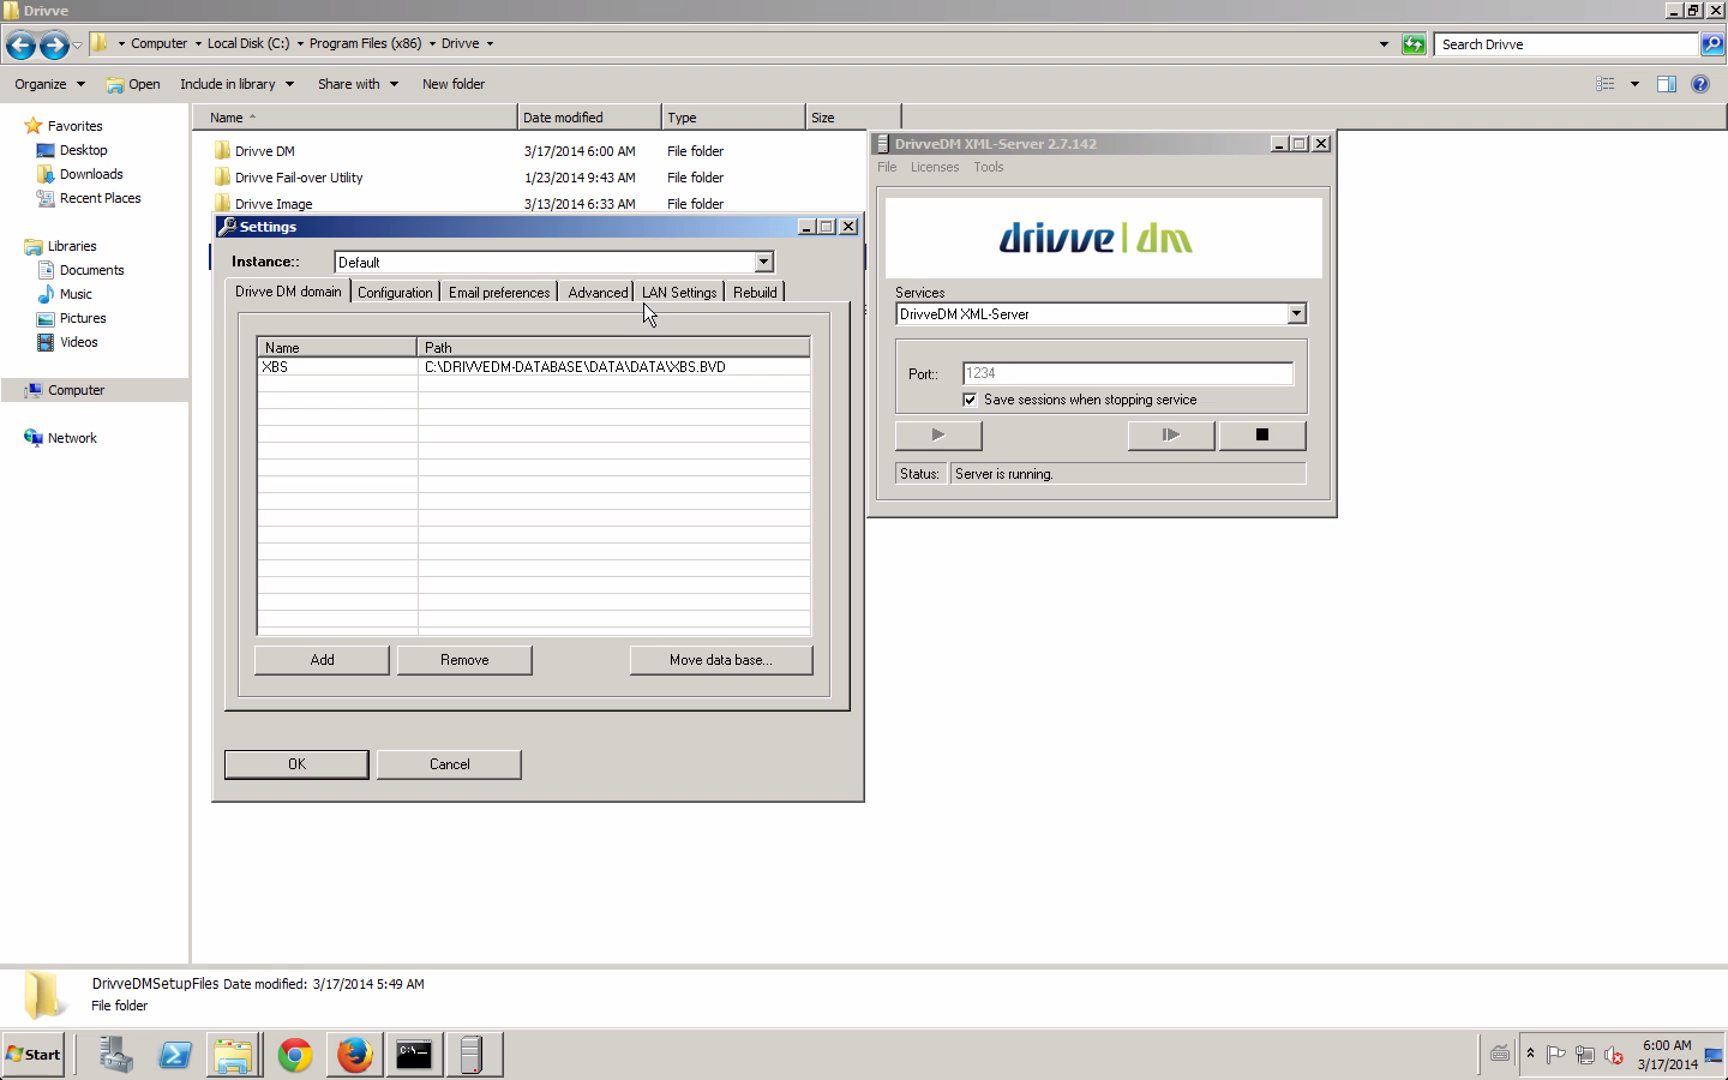 Drivve
Computer Local Disk (C:) Program Files (x86) Drivve
Search Drivve
Organize Open Include in library Share with New folder
Name Date modified Type Size
Favorites
Desktop
Downloads
Recent Places
Libraries
Documents
Music
Pictures
Videos
Computer
Network
Drivve DM 3/17/2014 6:00 AM File folder
Drivve Fail-over Utility 1/23/2014 9:43 AM File folder
Drivve Image 3/13/2014 6:33 AM File folder
Settings
Instance:: Default
Drivve DM domain Configuration Email preferences Advanced LAN Settings Rebuild
Name Path
XBS C:\DRIVVEDM-DATABASE\DATA\DATA\XBS.BVD
Add Remove Move data base...
OK Cancel
DrivveDM XML-Server 2.7.142
File Licenses Tools
drivve | dm
Services
DrivveDM XML-Server
Port:: 1234
Save sessions when stopping service
Status: Server is running.
DrivveDMSetupFiles Date modified: 3/17/2014 5:49 AM
File folder
Start
C:\
6:00 AM
3/17/2014